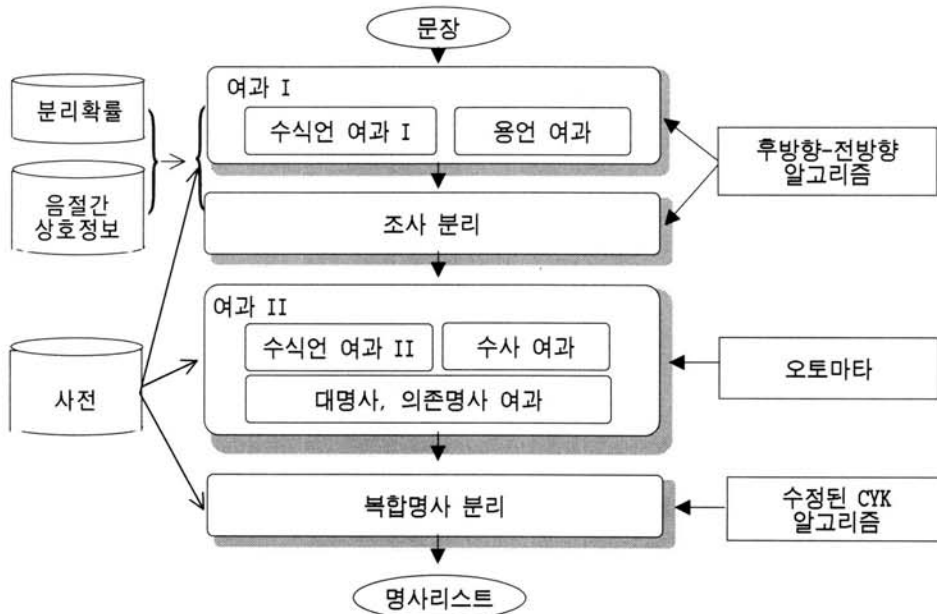 문장
여과 I
수식언 여과 I
용언 여과
분리확률
음절간
상호정보
후방향-전방향
알고리즘
조사 분리
여과 II
수식언 여과 II
수사 여과
대명사, 의존명사 여과
사전
오토마타
복합명사 분리
수정된 CYK
알고리즘
명사리스트